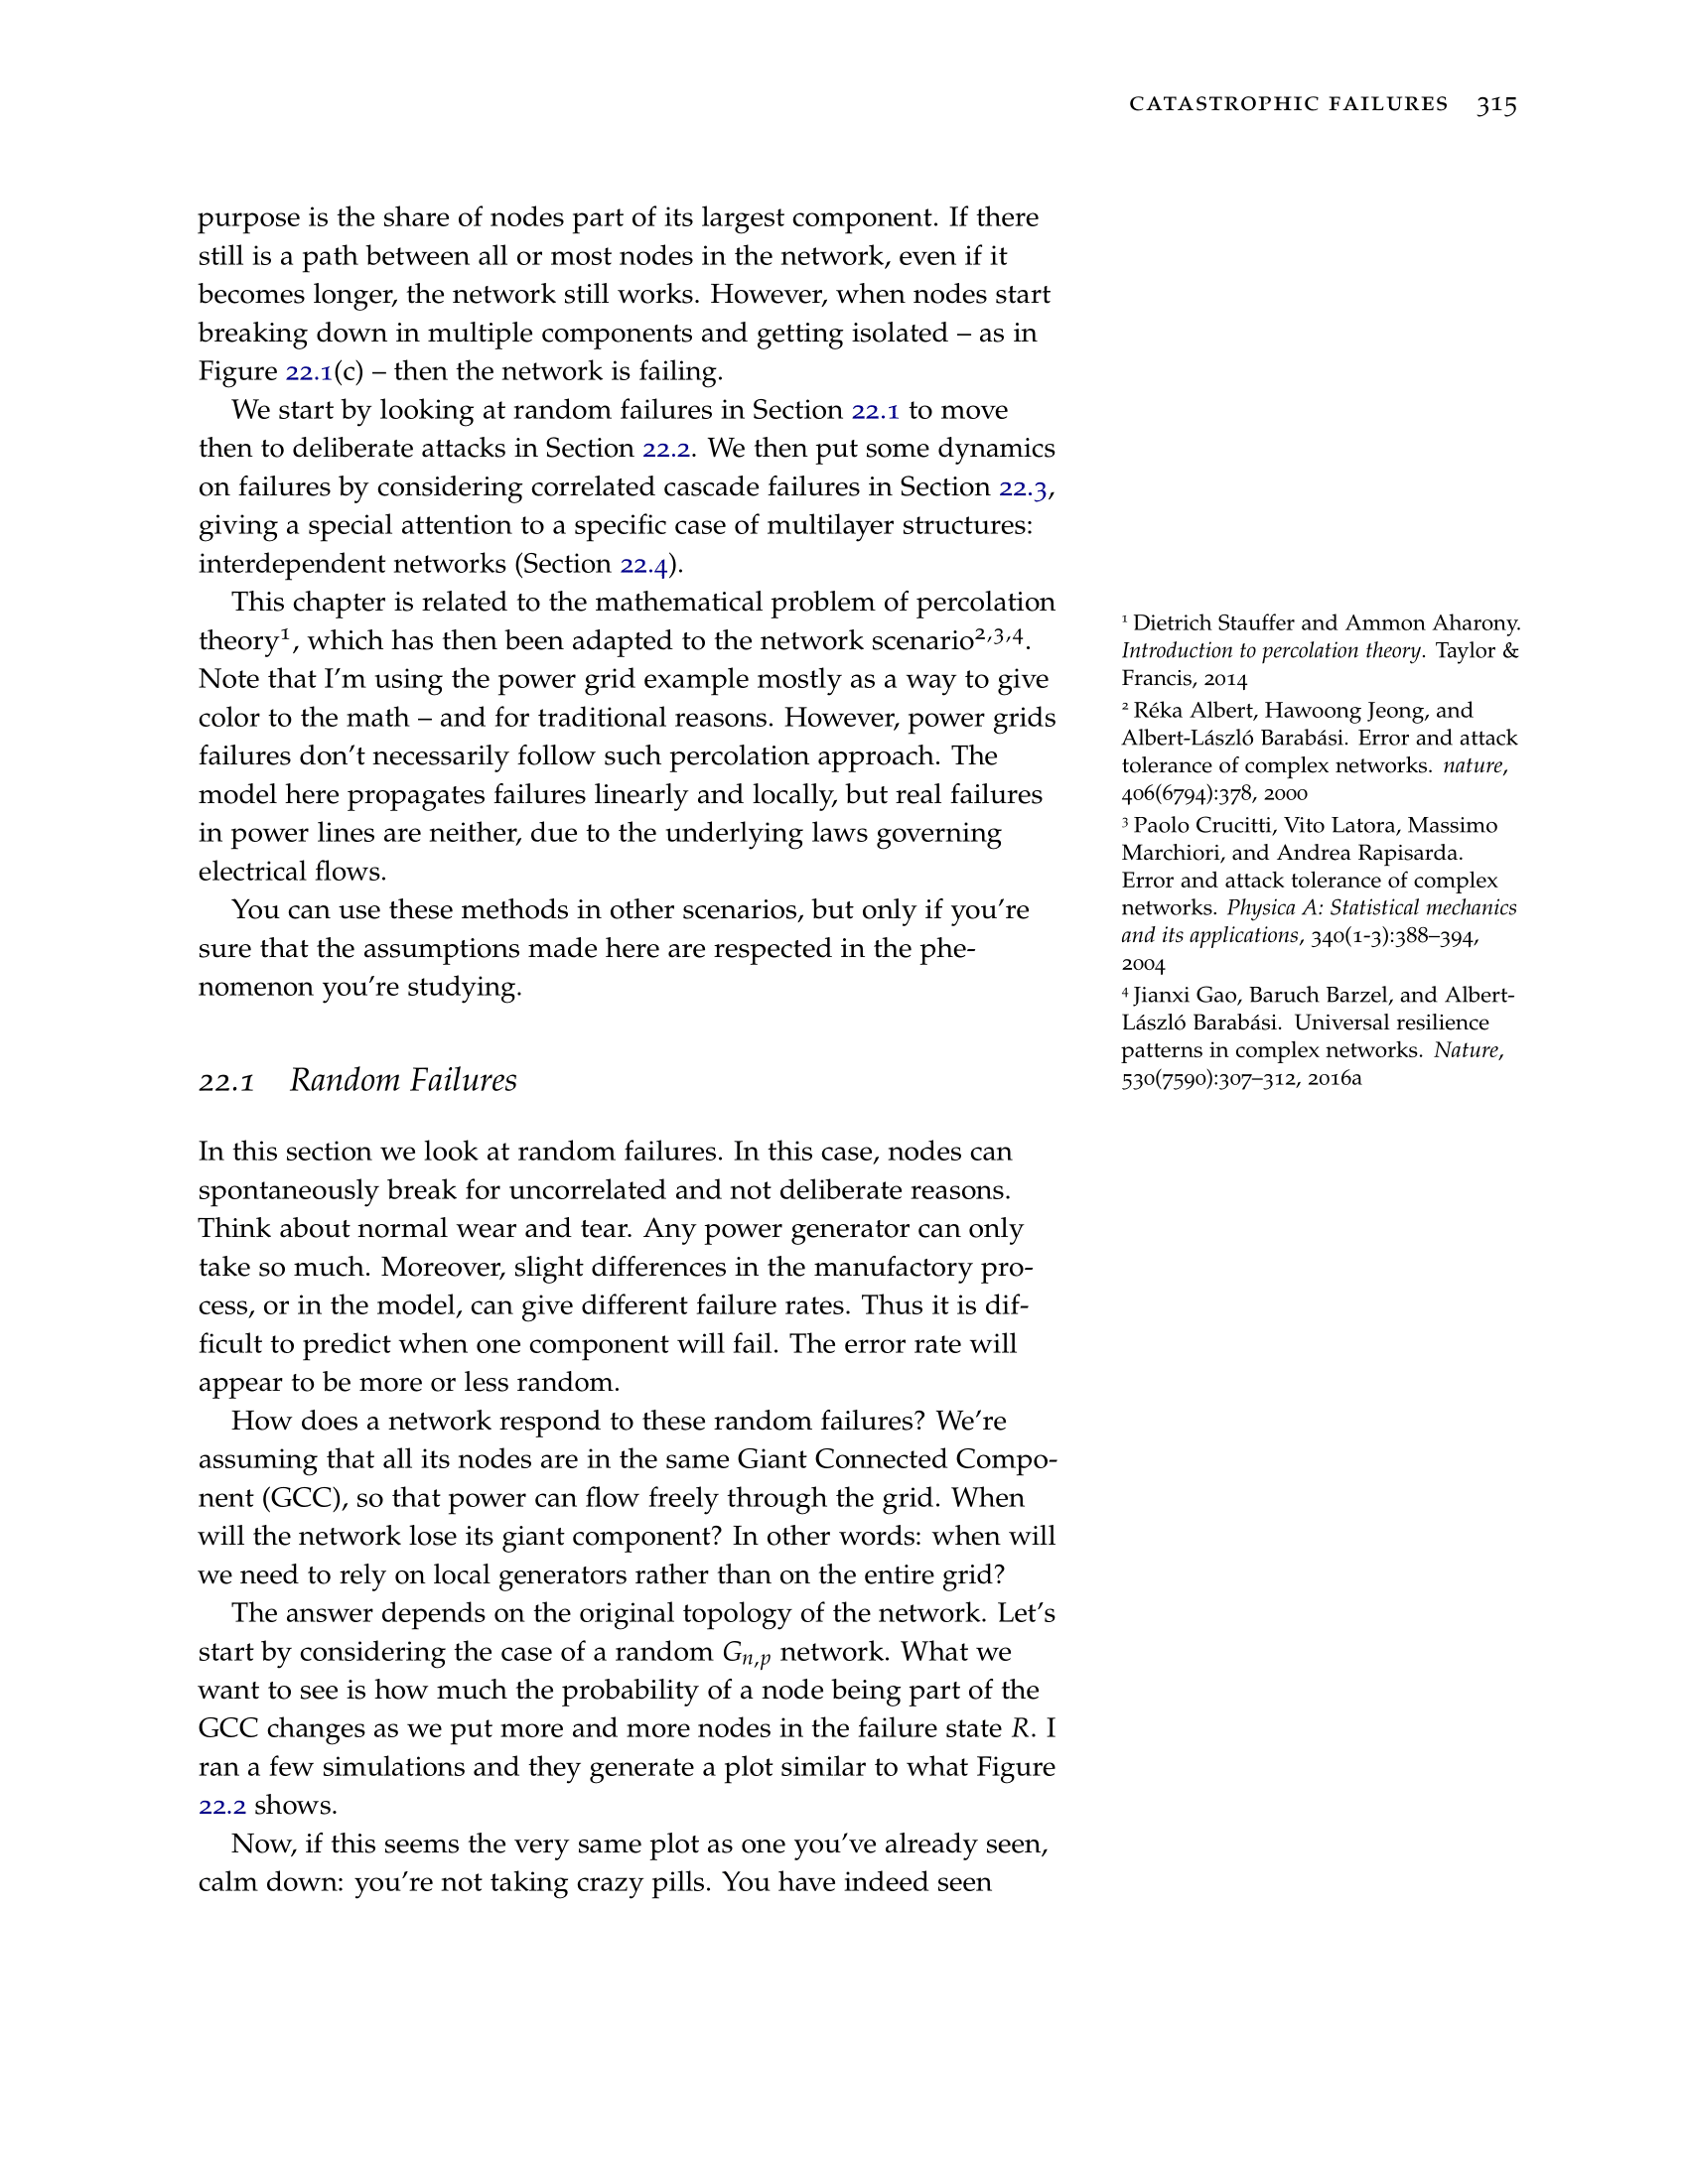 CATASTROPHIC FAILURES 315
purpose is the share of nodes part of its largest component. If there
still is a path between all or most nodes in the network, even if it
becomes longer, the network still works. However, when nodes start
breaking down in multiple components and getting isolated – as in
Figure 22.1(c) – then the network is failing.
We start by looking at random failures in Section 22.1 to move
then to deliberate attacks in Section 22.2. We then put some dynamics
on failures by considering correlated cascade failures in Section 22.3,
giving a special attention to a specific case of multilayer structures:
interdependent networks (Section 22.4).
This chapter is related to the mathematical problem of percolation
theory¹, which has then been adapted to the network scenario²,³,⁴.
Note that I'm using the power grid example mostly as a way to give
color to the math – and for traditional reasons. However, power grids
failures don't necessarily follow such percolation approach. The
model here propagates failures linearly and locally, but real failures
in power lines are neither, due to the underlying laws governing
electrical flows.
You can use these methods in other scenarios, but only if you're
sure that the assumptions made here are respected in the phe-
nomenon you're studying.
¹ Dietrich Stauffer and Ammon Aharony.
Introduction to percolation theory. Taylor &
Francis, 2014
² Réka Albert, Hawoong Jeong, and
Albert-László Barabási. Error and attack
tolerance of complex networks. nature,
406(6794):378, 2000
³ Paolo Crucitti, Vito Latora, Massimo
Marchiori, and Andrea Rapisarda.
Error and attack tolerance of complex
networks. Physica A: Statistical mechanics
and its applications, 340(1-3):388–394,
2004
⁴ Jianxi Gao, Baruch Barzel, and Albert-
László Barabási. Universal resilience
patterns in complex networks. Nature,
530(7590):307–312, 2016a
22.1 Random Failures
In this section we look at random failures. In this case, nodes can
spontaneously break for uncorrelated and not deliberate reasons.
Think about normal wear and tear. Any power generator can only
take so much. Moreover, slight differences in the manufactory pro-
cess, or in the model, can give different failure rates. Thus it is dif-
ficult to predict when one component will fail. The error rate will
appear to be more or less random.
How does a network respond to these random failures? We're
assuming that all its nodes are in the same Giant Connected Compo-
nent (GCC), so that power can flow freely through the grid. When
will the network lose its giant component? In other words: when will
we need to rely on local generators rather than on the entire grid?
The answer depends on the original topology of the network. Let's
start by considering the case of a random Gn,p network. What we
want to see is how much the probability of a node being part of the
GCC changes as we put more and more nodes in the failure state R. I
ran a few simulations and they generate a plot similar to what Figure
22.2 shows.
Now, if this seems the very same plot as one you've already seen,
calm down: you're not taking crazy pills. You have indeed seen